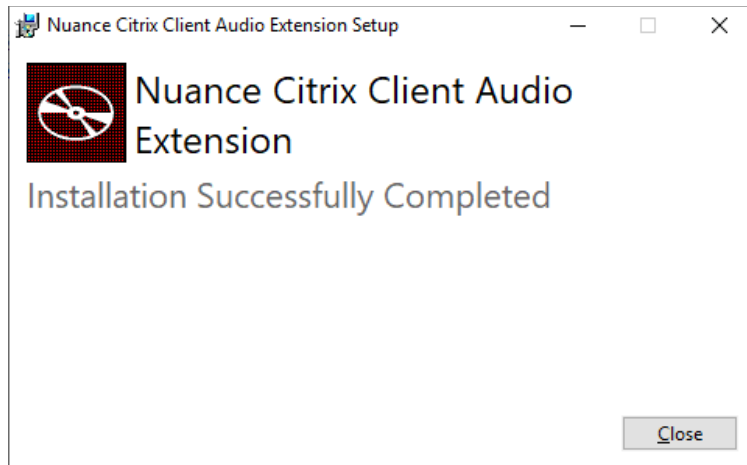 Nuance Citrix Client Audio Extension Setup
Nuance Citrix Client Audio
Extension
Installation Successfully Completed
Close